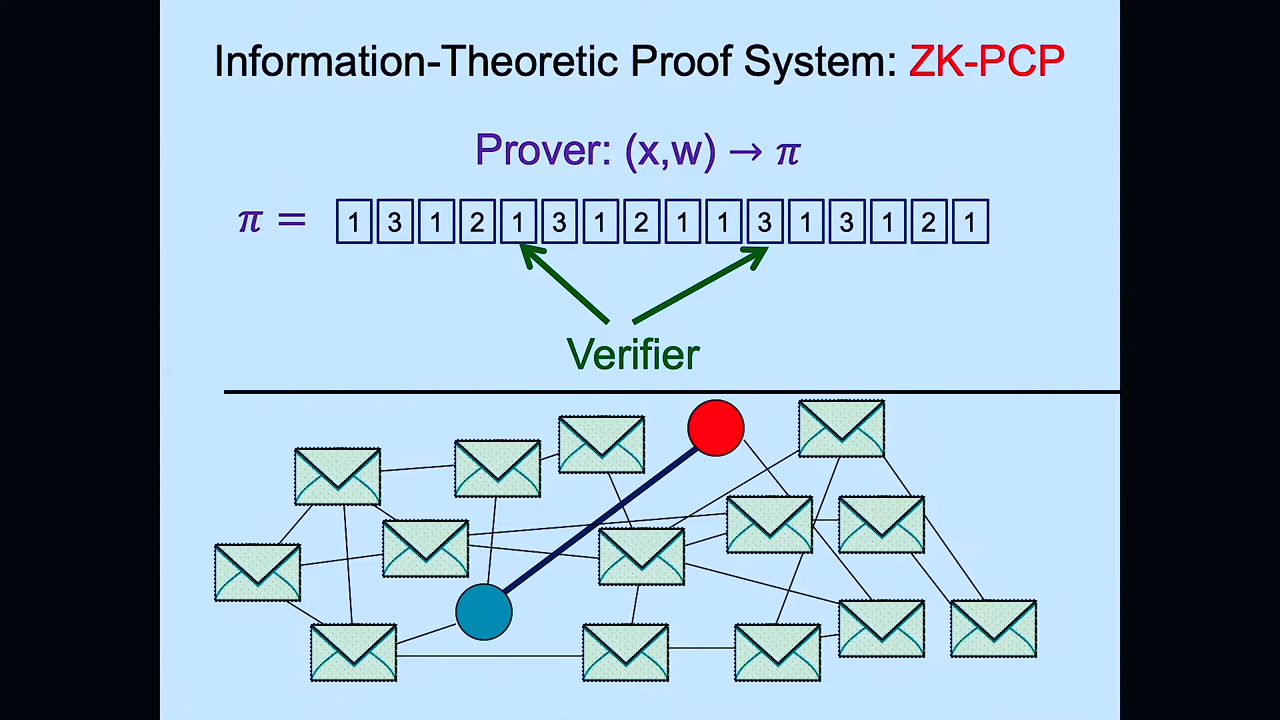 Information-Theoretic Proof System: ZK-PCP
Prover: (x,w) → π
π = 1 3 1 2 1 3 1 2 1 1 3 1 3 1 2 1
Verifier